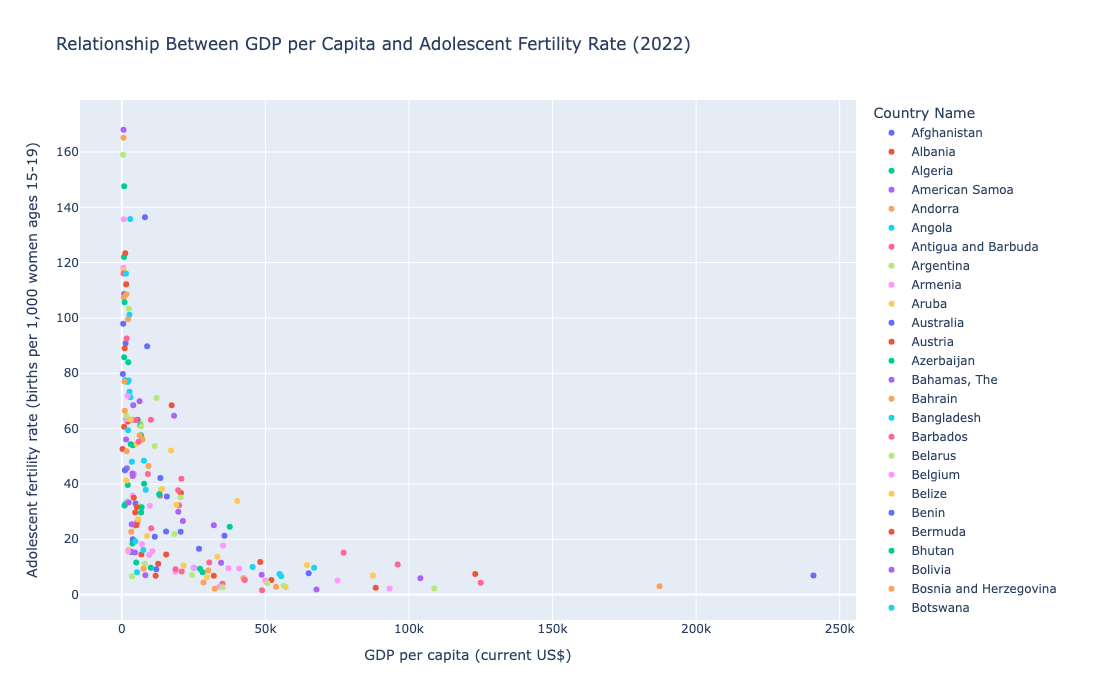 Relationship Between GDP per Capita and Adolescent Fertility Rate (2022)
Adolescent fertility rate (births per 1,000 women ages 15-19)
160
140
120
100
80
60
40
20
0
0
50k
100k
150k
200k
250k
GDP per capita (current US$)
Country Name
Afghanistan
Albania
Algeria
American Samoa
Andorra
Angola
Antigua and Barbuda
Argentina
Armenia
Aruba
Australia
Austria
Azerbaijan
Bahamas, The
Bahrain
Bangladesh
Barbados
Belarus
Belgium
Belize
Benin
Bermuda
Bhutan
Bolivia
Bosnia and Herzegovina
Botswana